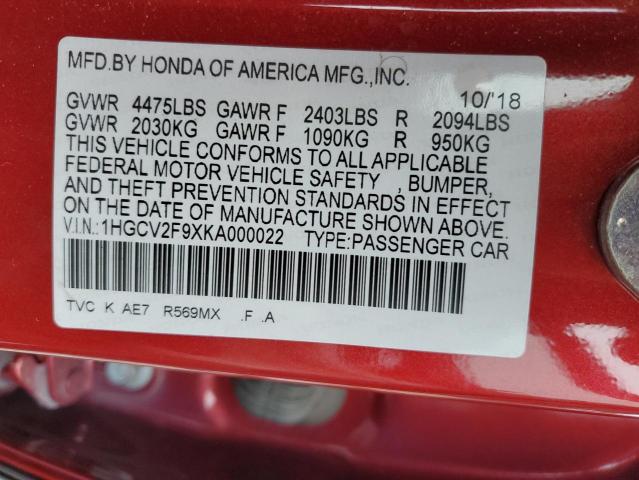 MFD.BY HONDA OF AMERICA MFG.,INC. 10/'18
GVWR 4475LBS GAWR F 2403LBS R 2094LBS
GVWR 2030KG GAWR F 1090KG R 950KG
THIS VEHICLE CONFORMS TO ALL APPLICABLE
FEDERAL MOTOR VEHICLE SAFETY , BUMPER,
AND THEFT PREVENTION STANDARDS IN EFFECT
ON THE DATE OF MANUFACTURE SHOWN ABOVE.
V.I.N.:1HGCV2F9XKA000022 TYPE:PASSENGER CAR
TVC K AE7 R569MX .F .A